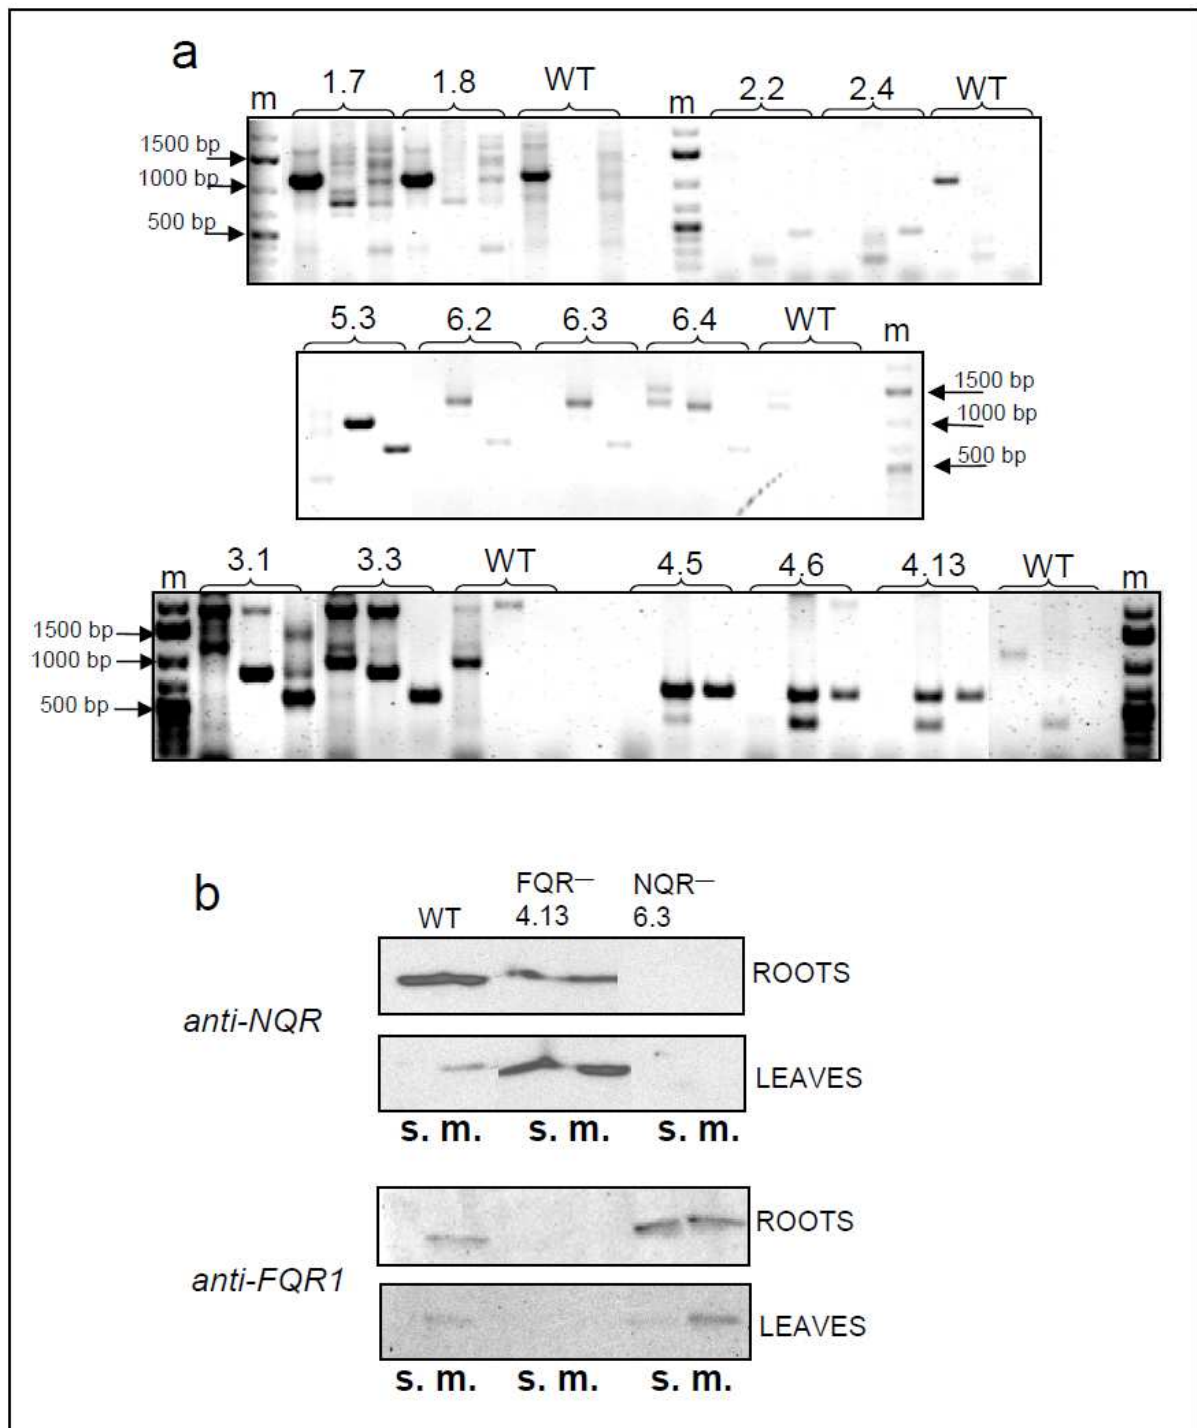 a
m 1.7 1.8 WT m 2.2 2.4 WT
1500 bp
1000 bp
500 bp
5.3 6.2 6.3 6.4 WT m
1500 bp
1000 bp
500 bp
m 3.1 3.3 WT 4.5 4.6 4.13 WT m
1500 bp
1000 bp
500 bp
b
FQR— NQR—
WT 4.13 6.3
ROOTS
anti-NQR
LEAVES
s. m. s. m. s. m.
ROOTS
anti-FQR1
LEAVES
s. m. s. m. s. m.